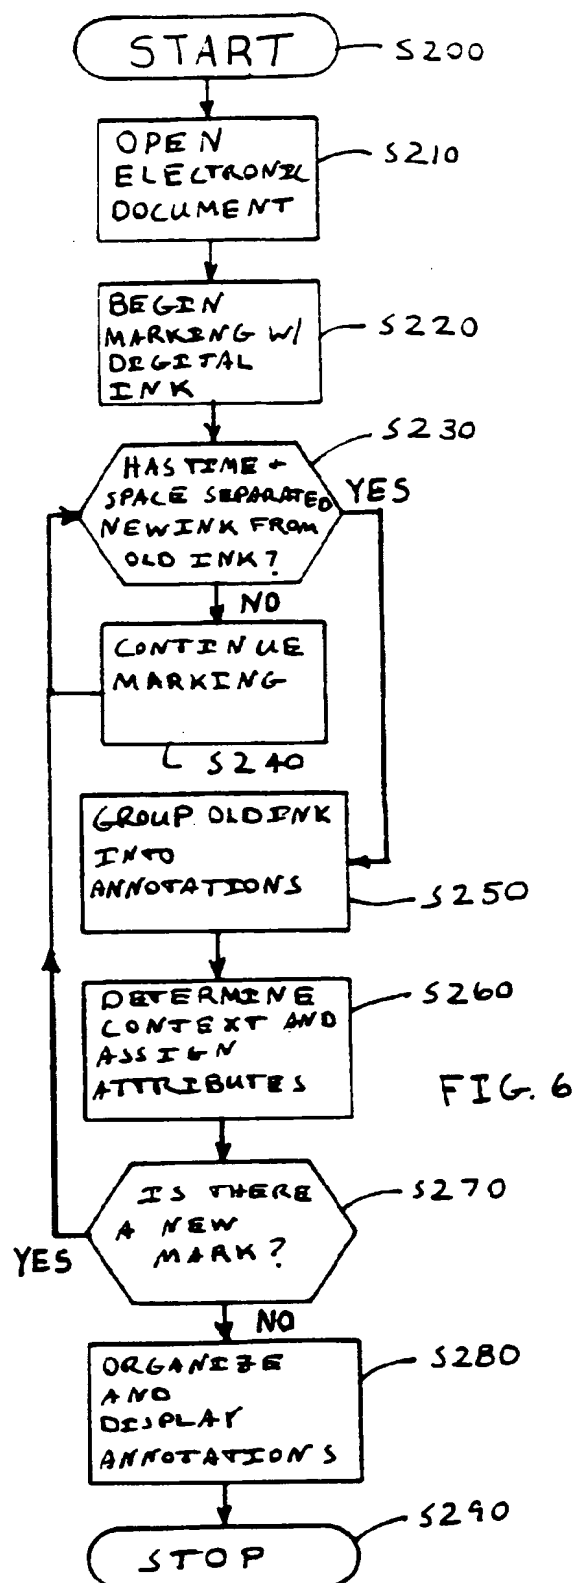 START
S200
OPEN
ELECTRONIC
DOCUMENT
S210
BEGIN
MARKING W/
DIGITAL
INK
S220
S230
HAS TIME +
SPACE SEPARATED
NEW INK FROM
OLD INK?
YES
NO
CONTINUE
MARKING
S240
GROUP OLD INK
INTO
ANNOTATIONS
S250
DETERMINE
CONTEXT AND
ASSIGN
ATTRIBUTES
S260
FIG. 6
IS THERE
A NEW
MARK?
S270
YES
NO
ORGANIZE
AND
DISPLAY
ANNOTATIONS
S280
S290
STOP